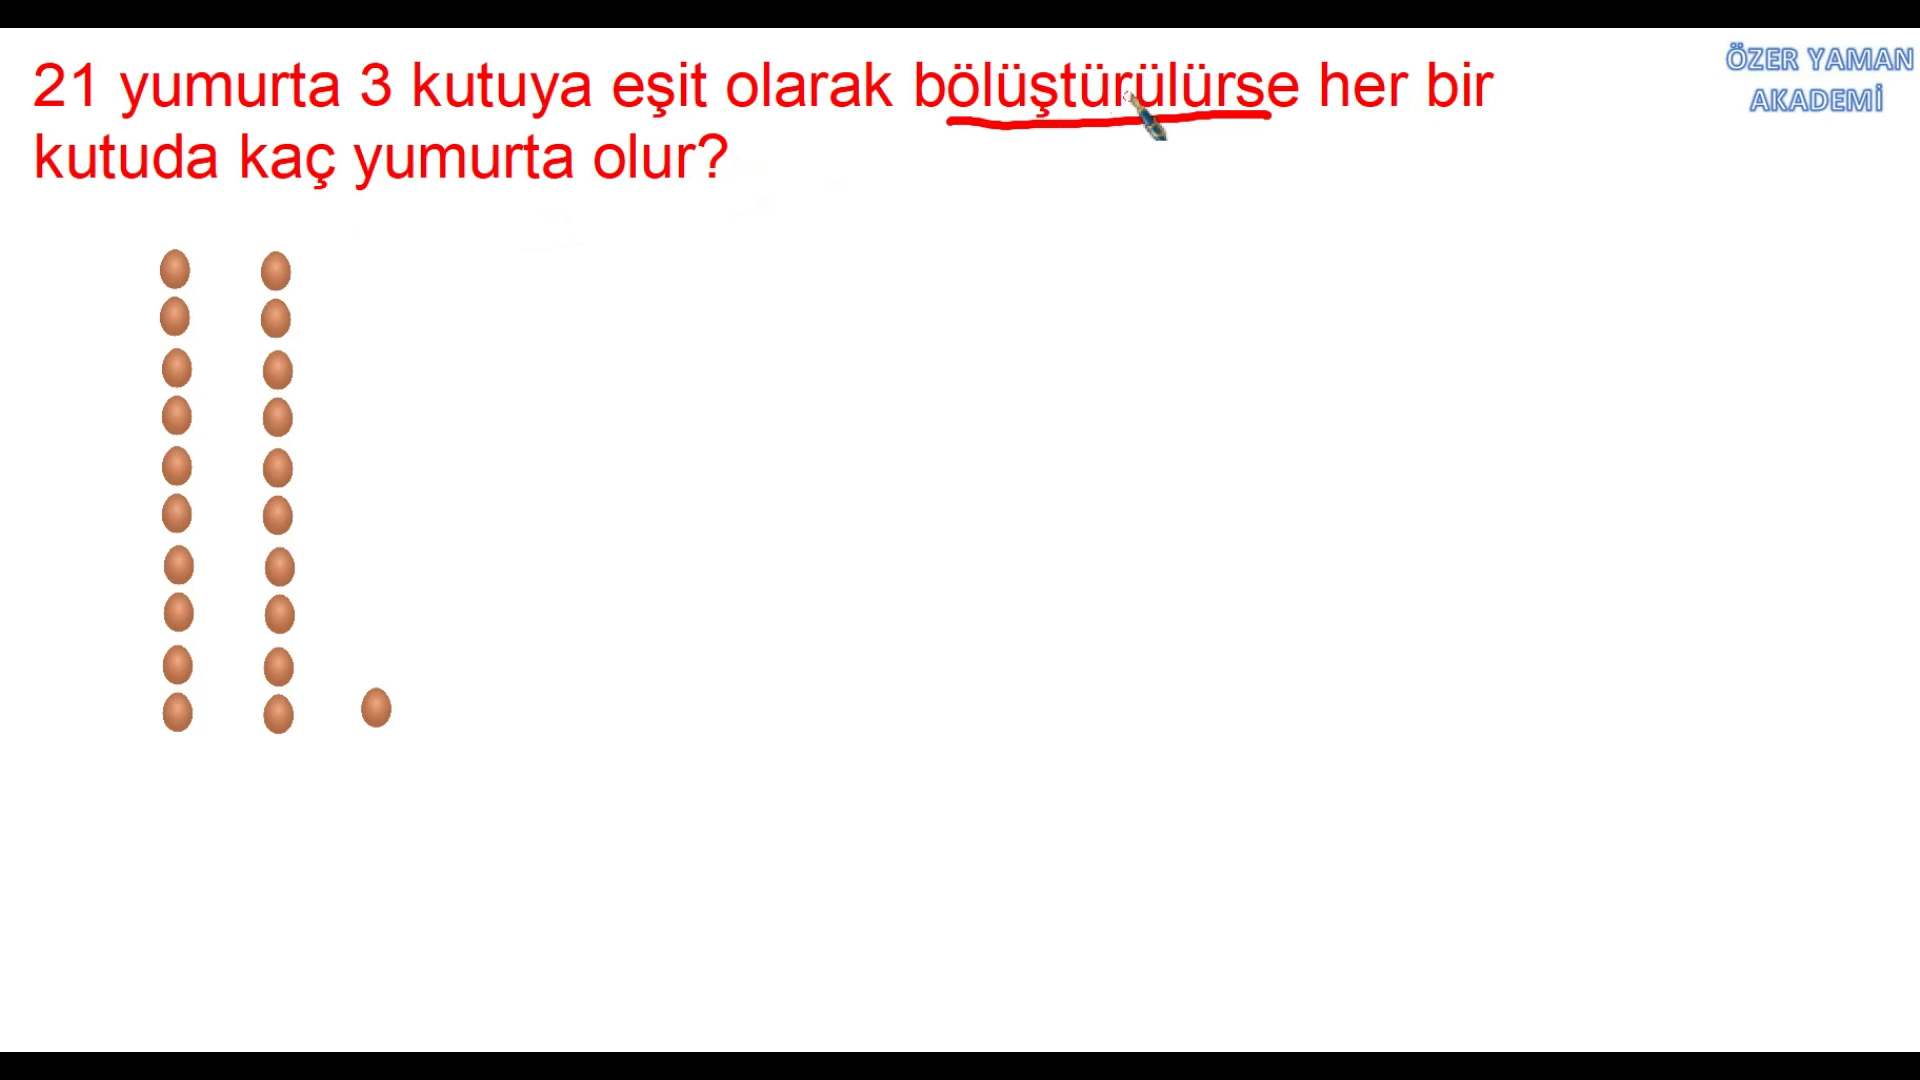 21 yumurta 3 kutuya eşit olarak bölüştürülürse her bir
kutuda kaç yumurta olur?
ÖZER YAMAN
AKADEMİ